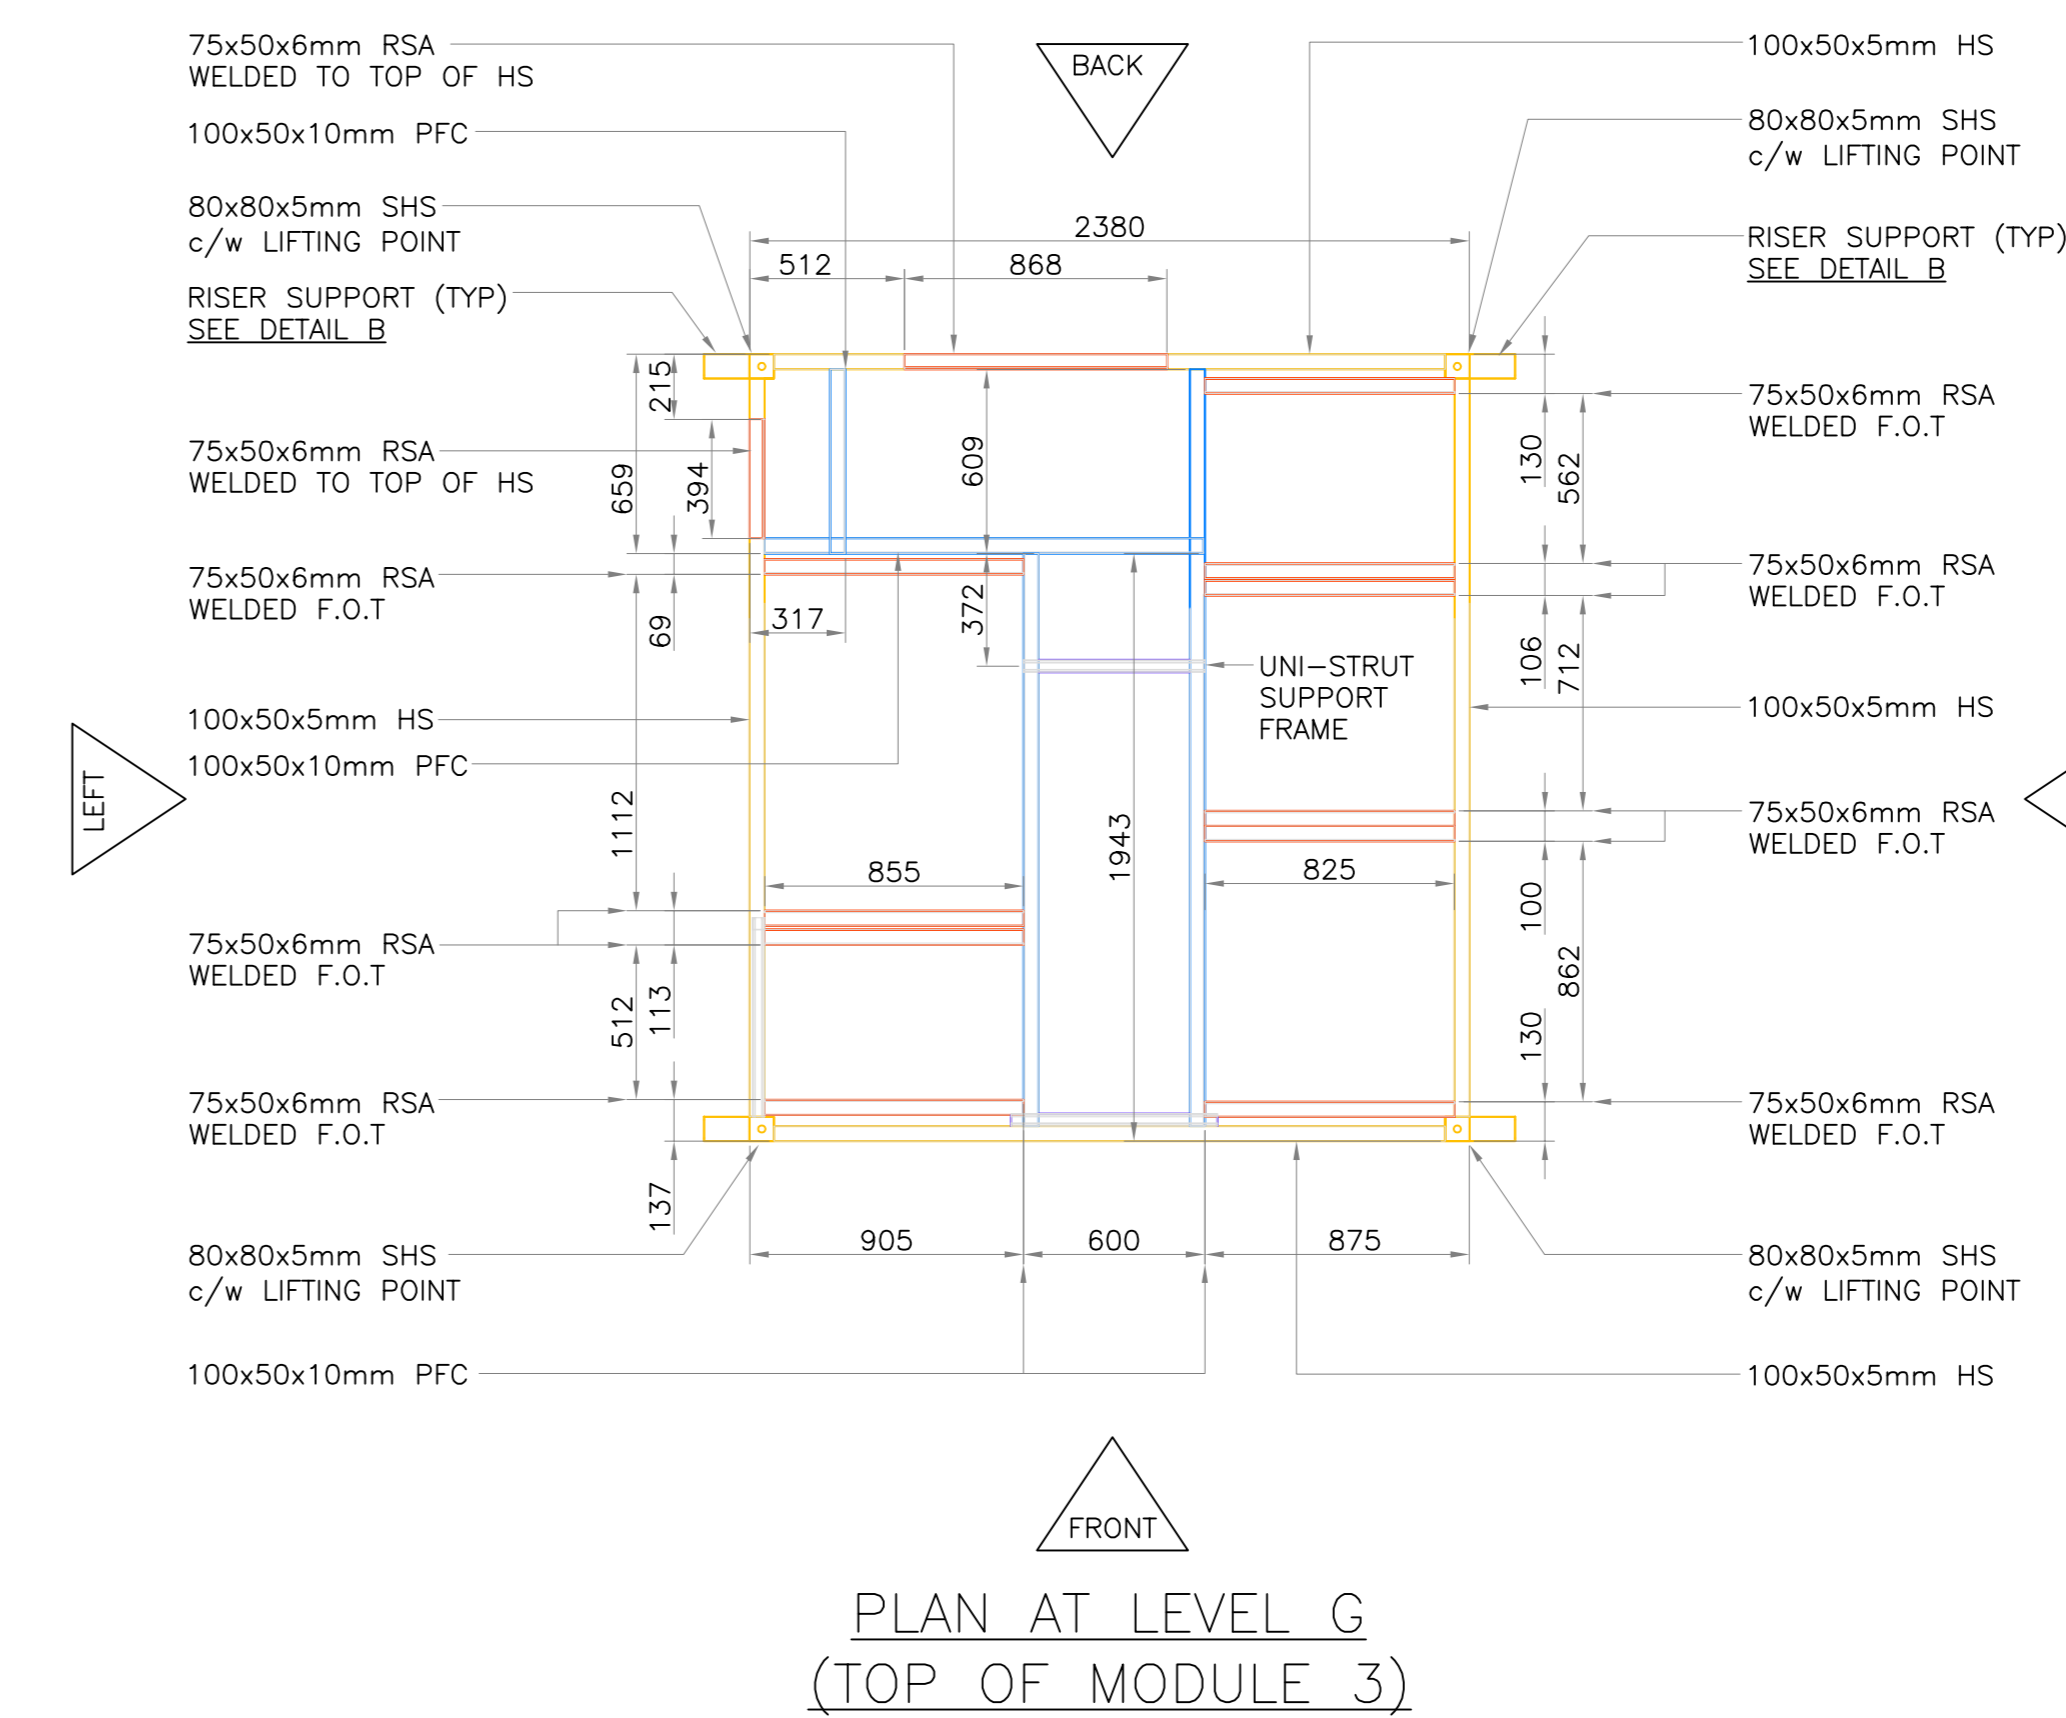 75x50x6mm RSA
WELDED TO TOP OF HS
100x50x10mm PFC
80x80x5mm SHS
c/w LIFTING POINT
RISER SUPPORT (TYP)
SEE DETAIL B
75x50x6mm RSA
WELDED TO TOP OF HS
75x50x6mm RSA
WELDED F.O.T
100x50x5mm HS
100x50x10mm PFC
LEFT
75x50x6mm RSA
WELDED F.O.T
75x50x6mm RSA
WELDED F.O.T
80x80x5mm SHS
c/w LIFTING POINT
100x50x10mm PFC
BACK
2380
512
868
215
659
394
609
69
317
372
UNI-STRUT
SUPPORT
FRAME
1112
1943
855
825
512
113
137
905
600
875
130
562
106
712
100
862
130
100x50x5mm HS
80x80x5mm SHS
c/w LIFTING POINT
RISER SUPPORT (TYP)
SEE DETAIL B
75x50x6mm RSA
WELDED F.O.T
75x50x6mm RSA
WELDED F.O.T
100x50x5mm HS
75x50x6mm RSA
WELDED F.O.T
75x50x6mm RSA
WELDED F.O.T
80x80x5mm SHS
c/w LIFTING POINT
100x50x5mm HS
FRONT
PLAN AT LEVEL G
(TOP OF MODULE 3)